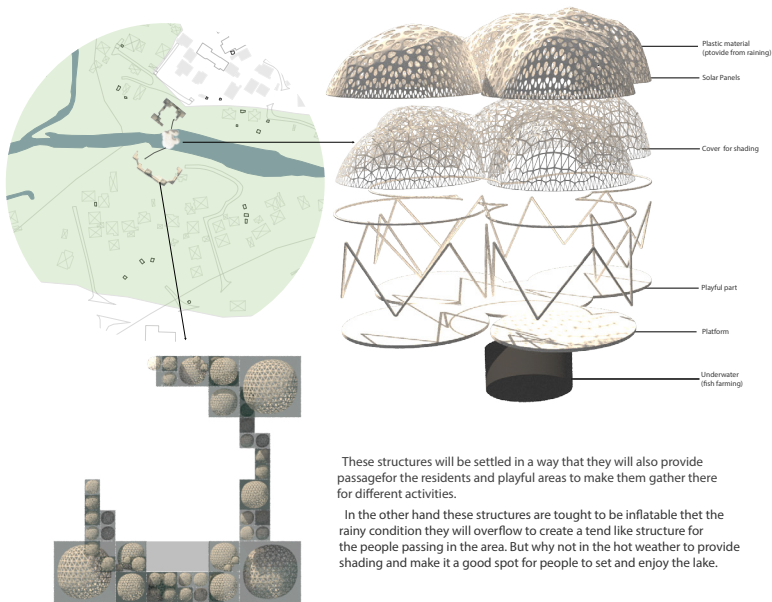 Plastic material
(ptovide from raining)
Solar Panels
Cover for shading
Playful part
Platform
Underwater
(fish farming)
These structures will be settled in a way that they will also provide
passagefor the residents and playful areas to make them gather there
for different activities.
In the other hand these structures are tought to be inflatable thet the
rainy condition they will overflow to create a tend like structure for
the people passing in the area. But why not in the hot weather to provide
shading and make it a good spot for people to set and enjoy the lake.